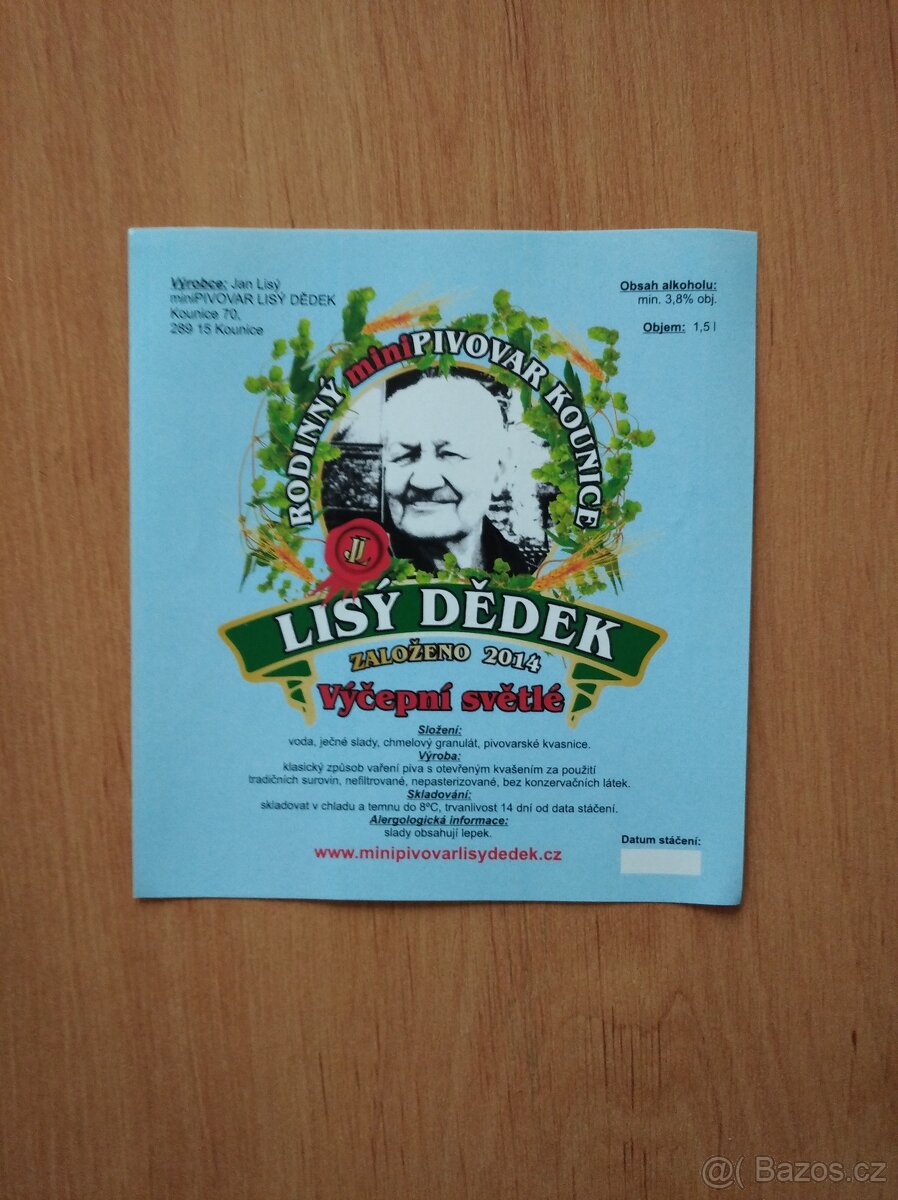 Výrobce: Jan Lisý
miniPIVOVAR LISÝ DĚDEK
Kounice 70,
289 15 Kounice
Obsah alkoholu:
min. 3,8% obj.
Objem: 1,5 l
RODINNÝ miniPIVOVAR KOUNICE
JL
LISÝ DĚDEK
ZALOŽENO 2014
Výčepní světlé
Složení:
voda, ječné slady, chmelový granulát, pivovarské kvasnice.
Výroba:
klasický způsob vaření piva s otevřeným kvašením za použití
tradičních surovin, nefiltrované, nepasterizované, bez konzervačních látek.
Skladování:
skladovat v chladu a temnu do 8ºC, trvanlivost 14 dní od data stáčení.
Alergologická informace:
slady obsahují lepek.
www.minipivovarlisydedek.cz
Datum stáčení:
@( Bazos.cz